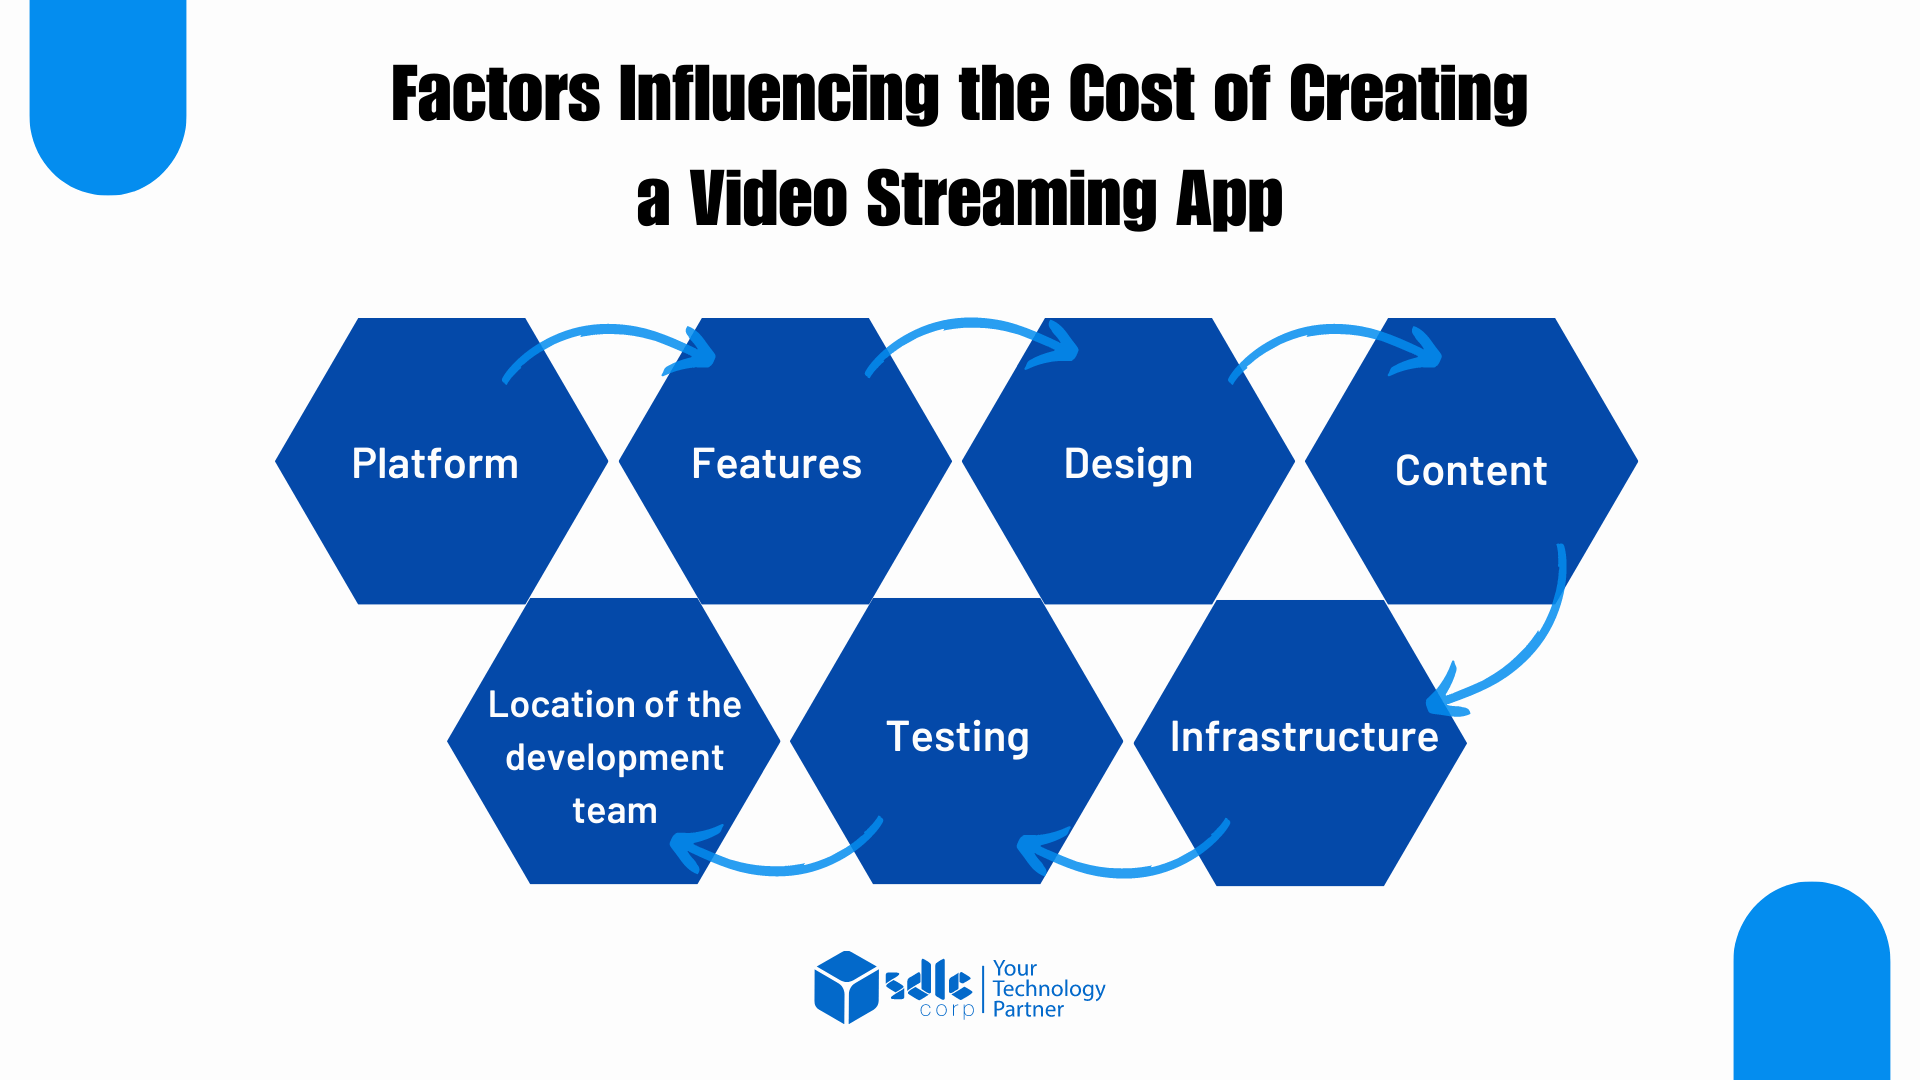 Factors Influencing the Cost of Creating
a Video Streaming App
Platform
Features
Design
Content
Infrastructure
Testing
Location of the
development
team
sdlc
corp
Your
Technology
Partner